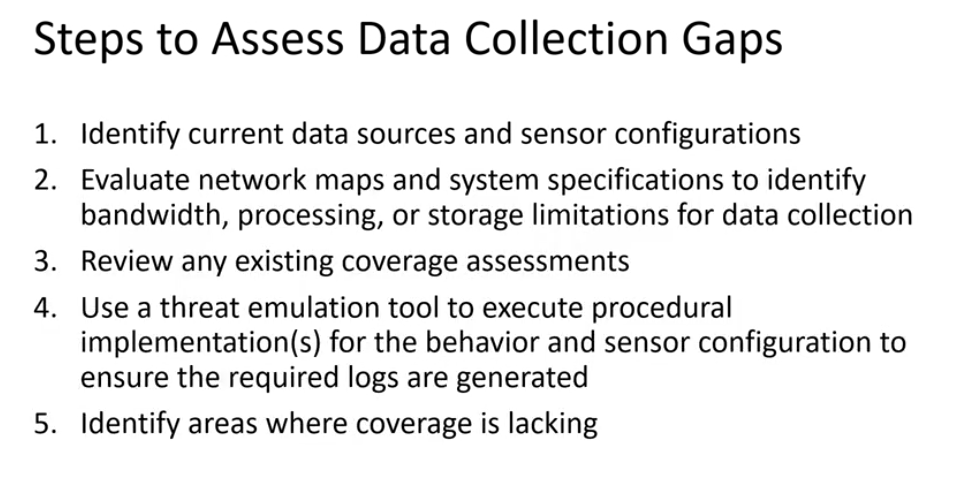 Steps to Assess Data Collection Gaps
1. Identify current data sources and sensor configurations
2. Evaluate network maps and system specifications to identify
bandwidth, processing, or storage limitations for data collection
3. Review any existing coverage assessments
4. Use a threat emulation tool to execute procedural
implementation(s) for the behavior and sensor configuration to
ensure the required logs are generated
5. Identify areas where coverage is lacking